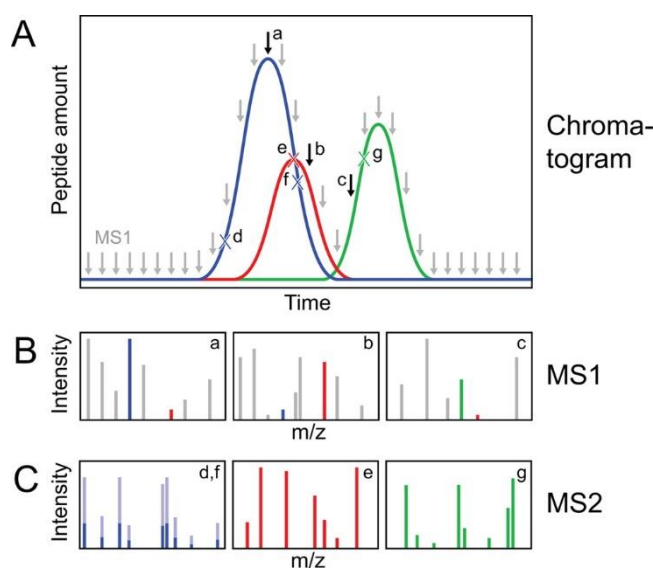 A
Peptide amount
MS1
a
b
c
d
e
f
g
Time
Chroma-
togram
B
Intensity
a
b
c
m/z
MS1
C
Intensity
d,f
e
g
m/z
MS2